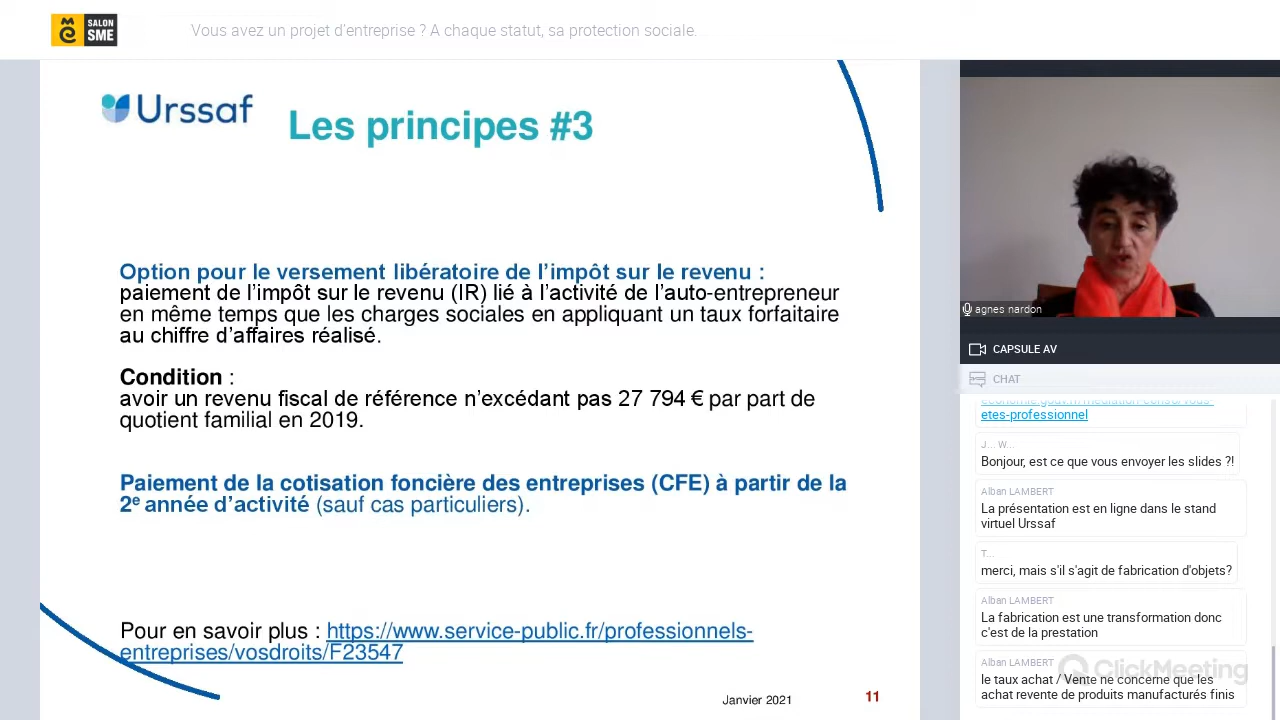 SALON
SME
Vous avez un projet d'entreprise ? A chaque statut, sa protection sociale...
Urssaf
Les principes #3
Option pour le versement libératoire de l'impôt sur le revenu :
paiement de l'impôt sur le revenu (IR) lié à l'activité de l'auto-entrepreneur
en même temps que les charges sociales en appliquant un taux forfaitaire
au chiffre d'affaires réalisé.
Condition :
avoir un revenu fiscal de référence n'excédant pas 27 794 € par part de
quotient familial en 2019.
Paiement de la cotisation foncière des entreprises (CFE) à partir de la
2e année d'activité (sauf cas particuliers).
Pour en savoir plus : https://www.service-public.fr/professionnels-
entreprises/vosdroits/F23547
Janvier 2021
11
agnes nardon
CAPSULE AV
CHAT
etes-professionnel
J... W...
Bonjour, est ce que vous envoyer les slides ?!
Alban LAMBERT
La présentation est en ligne dans le stand
virtuel Urssaf
T...
merci, mais s'il s'agit de fabrication d'objets?
Alban LAMBERT
La fabrication est une transformation donc
c'est de la prestation
Alban LAMBERT
le taux achat / Vente ne concerne que les
achat revente de produits manufacturés finis
ClickMeeting